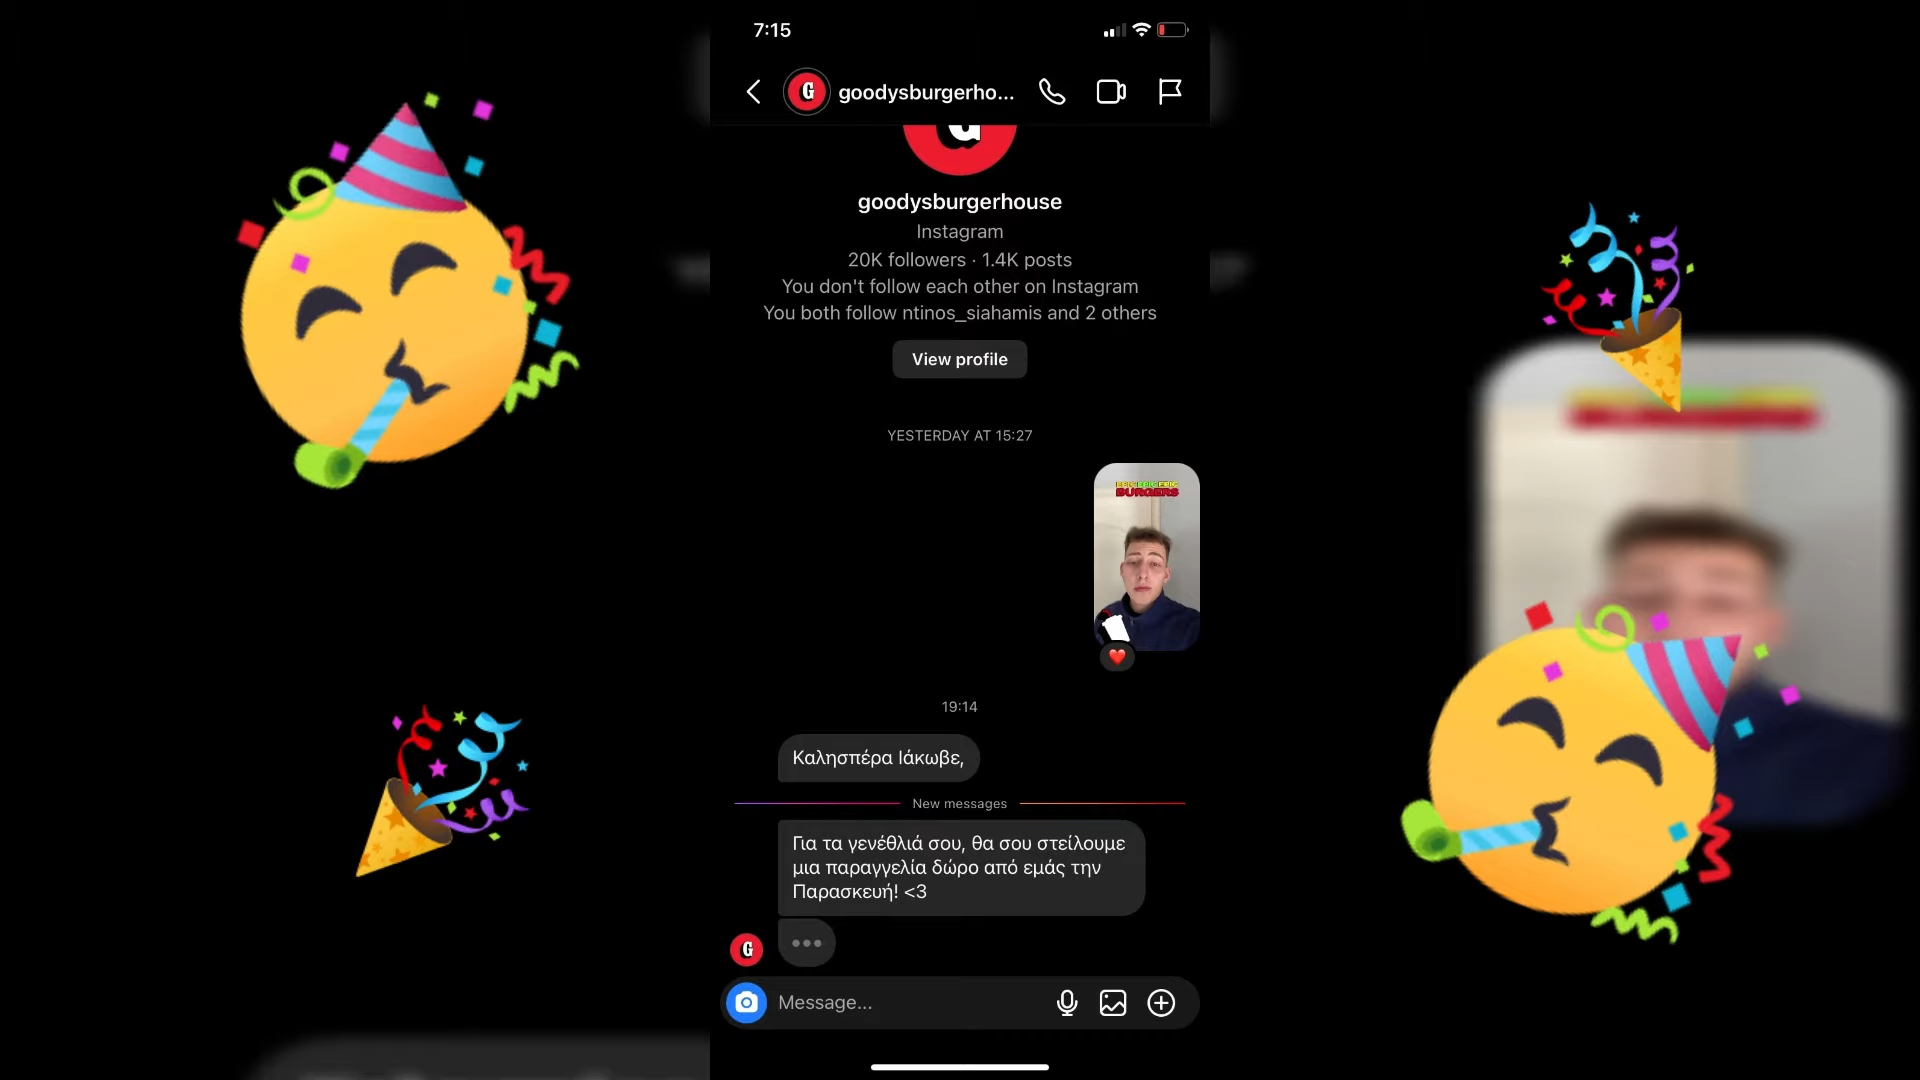 7:15
goodysburgerho...
goodysburgerhouse
Instagram
20K followers · 1.4K posts
You don't follow each other on Instagram
You both follow ntinos_siahamis and 2 others
View profile
YESTERDAY AT 15:27
BURGERS
19:14
Καλησπέρα Ιάκωβε,
New messages
Για τα γενέθλιά σου, θα σου στείλουμε
μια παραγγελία δώρο από εμάς την
Παρασκευή! <3
Message...